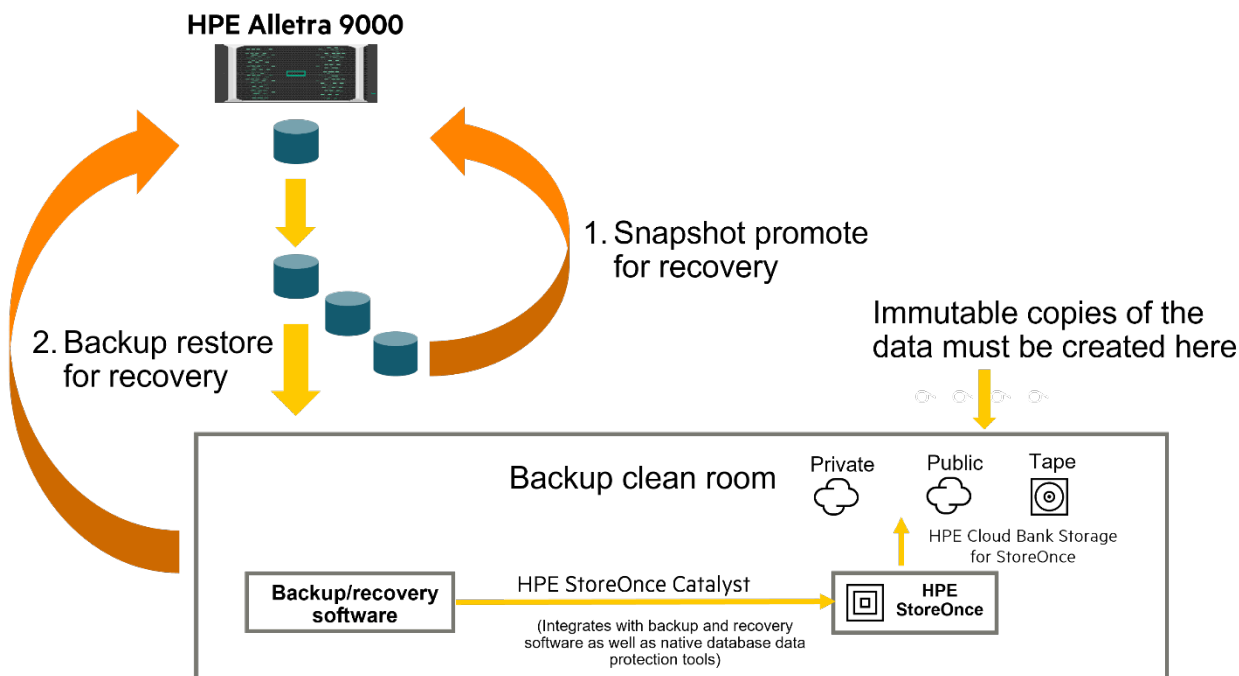 HPE Alletra 9000
1. Snapshot promote
for recovery
2. Backup restore
for recovery
Immutable copies of the
data must be created here
Backup clean room
Private
Public
Tape
HPE Cloud Bank Storage
for StoreOnce
Backup/recovery
software
HPE StoreOnce Catalyst
(Integrates with backup and recovery
software as well as native database data
protection tools)
HPE
StoreOnce